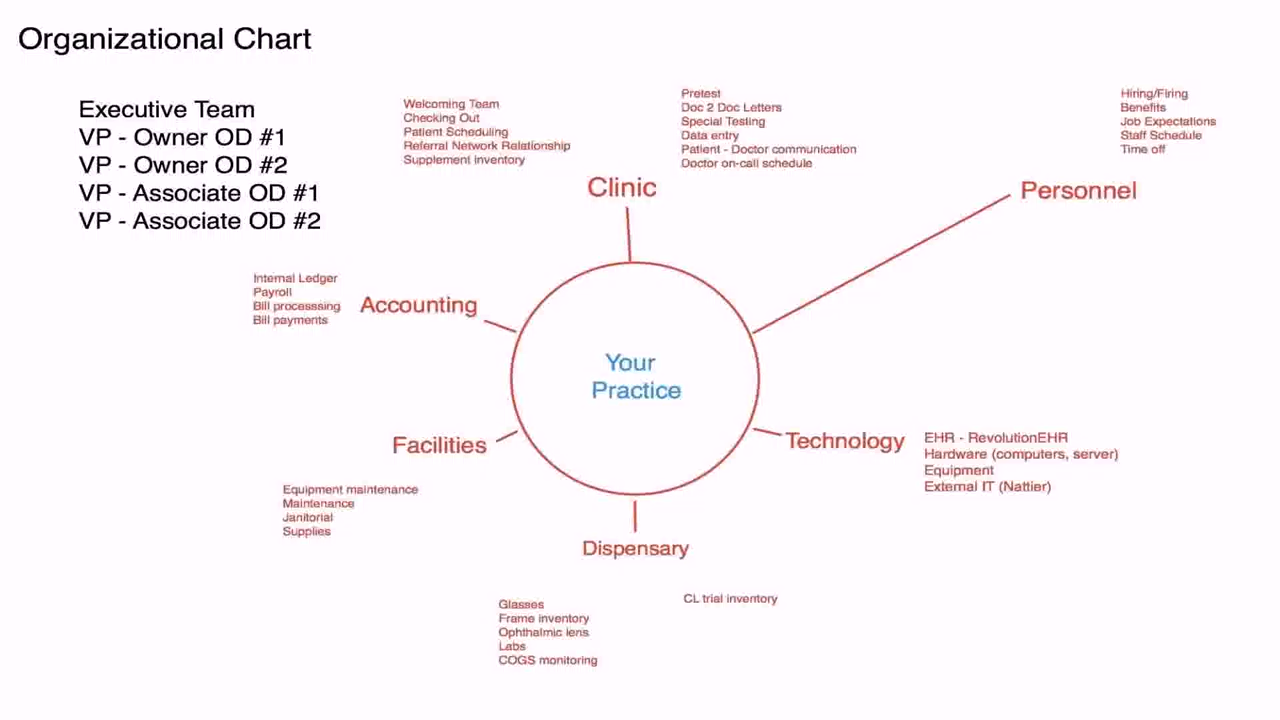 Organizational Chart
Executive Team
VP - Owner OD #1
VP - Owner OD #2
VP - Associate OD #1
VP - Associate OD #2
Welcoming Team
Checking Out
Patient Scheduling
Referral Network Relationship
Supplement inventory
Pretest
Doc 2 Doc Letters
Special Testing
Data entry
Patient - Doctor communication
Doctor on-call schedule
Clinic
Hiring/Firing
Benefits
Job Expectations
Staff Schedule
Time off
Personnel
Internal Ledger
Payroll
Bill processsing
Bill payments
Accounting
Your
Practice
Facilities
Equipment maintenance
Maintenance
Janitorial
Supplies
Technology
EHR - RevolutionEHR
Hardware (computers, server)
Equipment
External IT (Nattier)
Dispensary
Glasses
Frame inventory
Ophthalmic lens
Labs
COGS monitoring
CL trial inventory